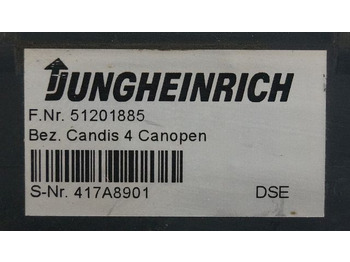 JUNGHEINRICH
F.Nr. 51201885
Bez. Candis 4 Canopen
S-Nr. 417A8901 DSE